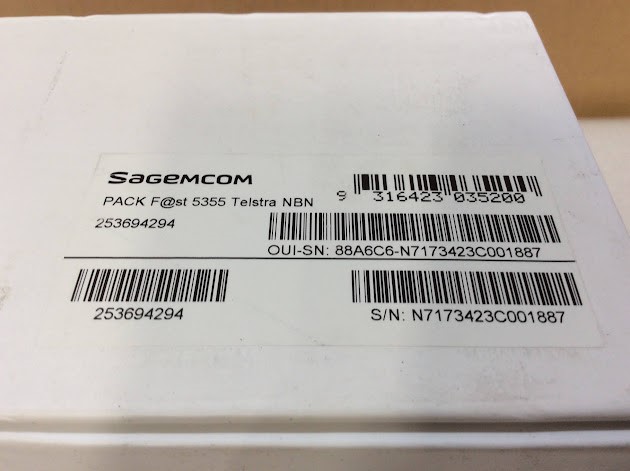 Sagemcom
PACK F@st 5355 Telstra NBN
9 316423 035200
253694294
OUI-SN: 88A6C6-N7173423C001887
253694294
S/N: N7173423C001887